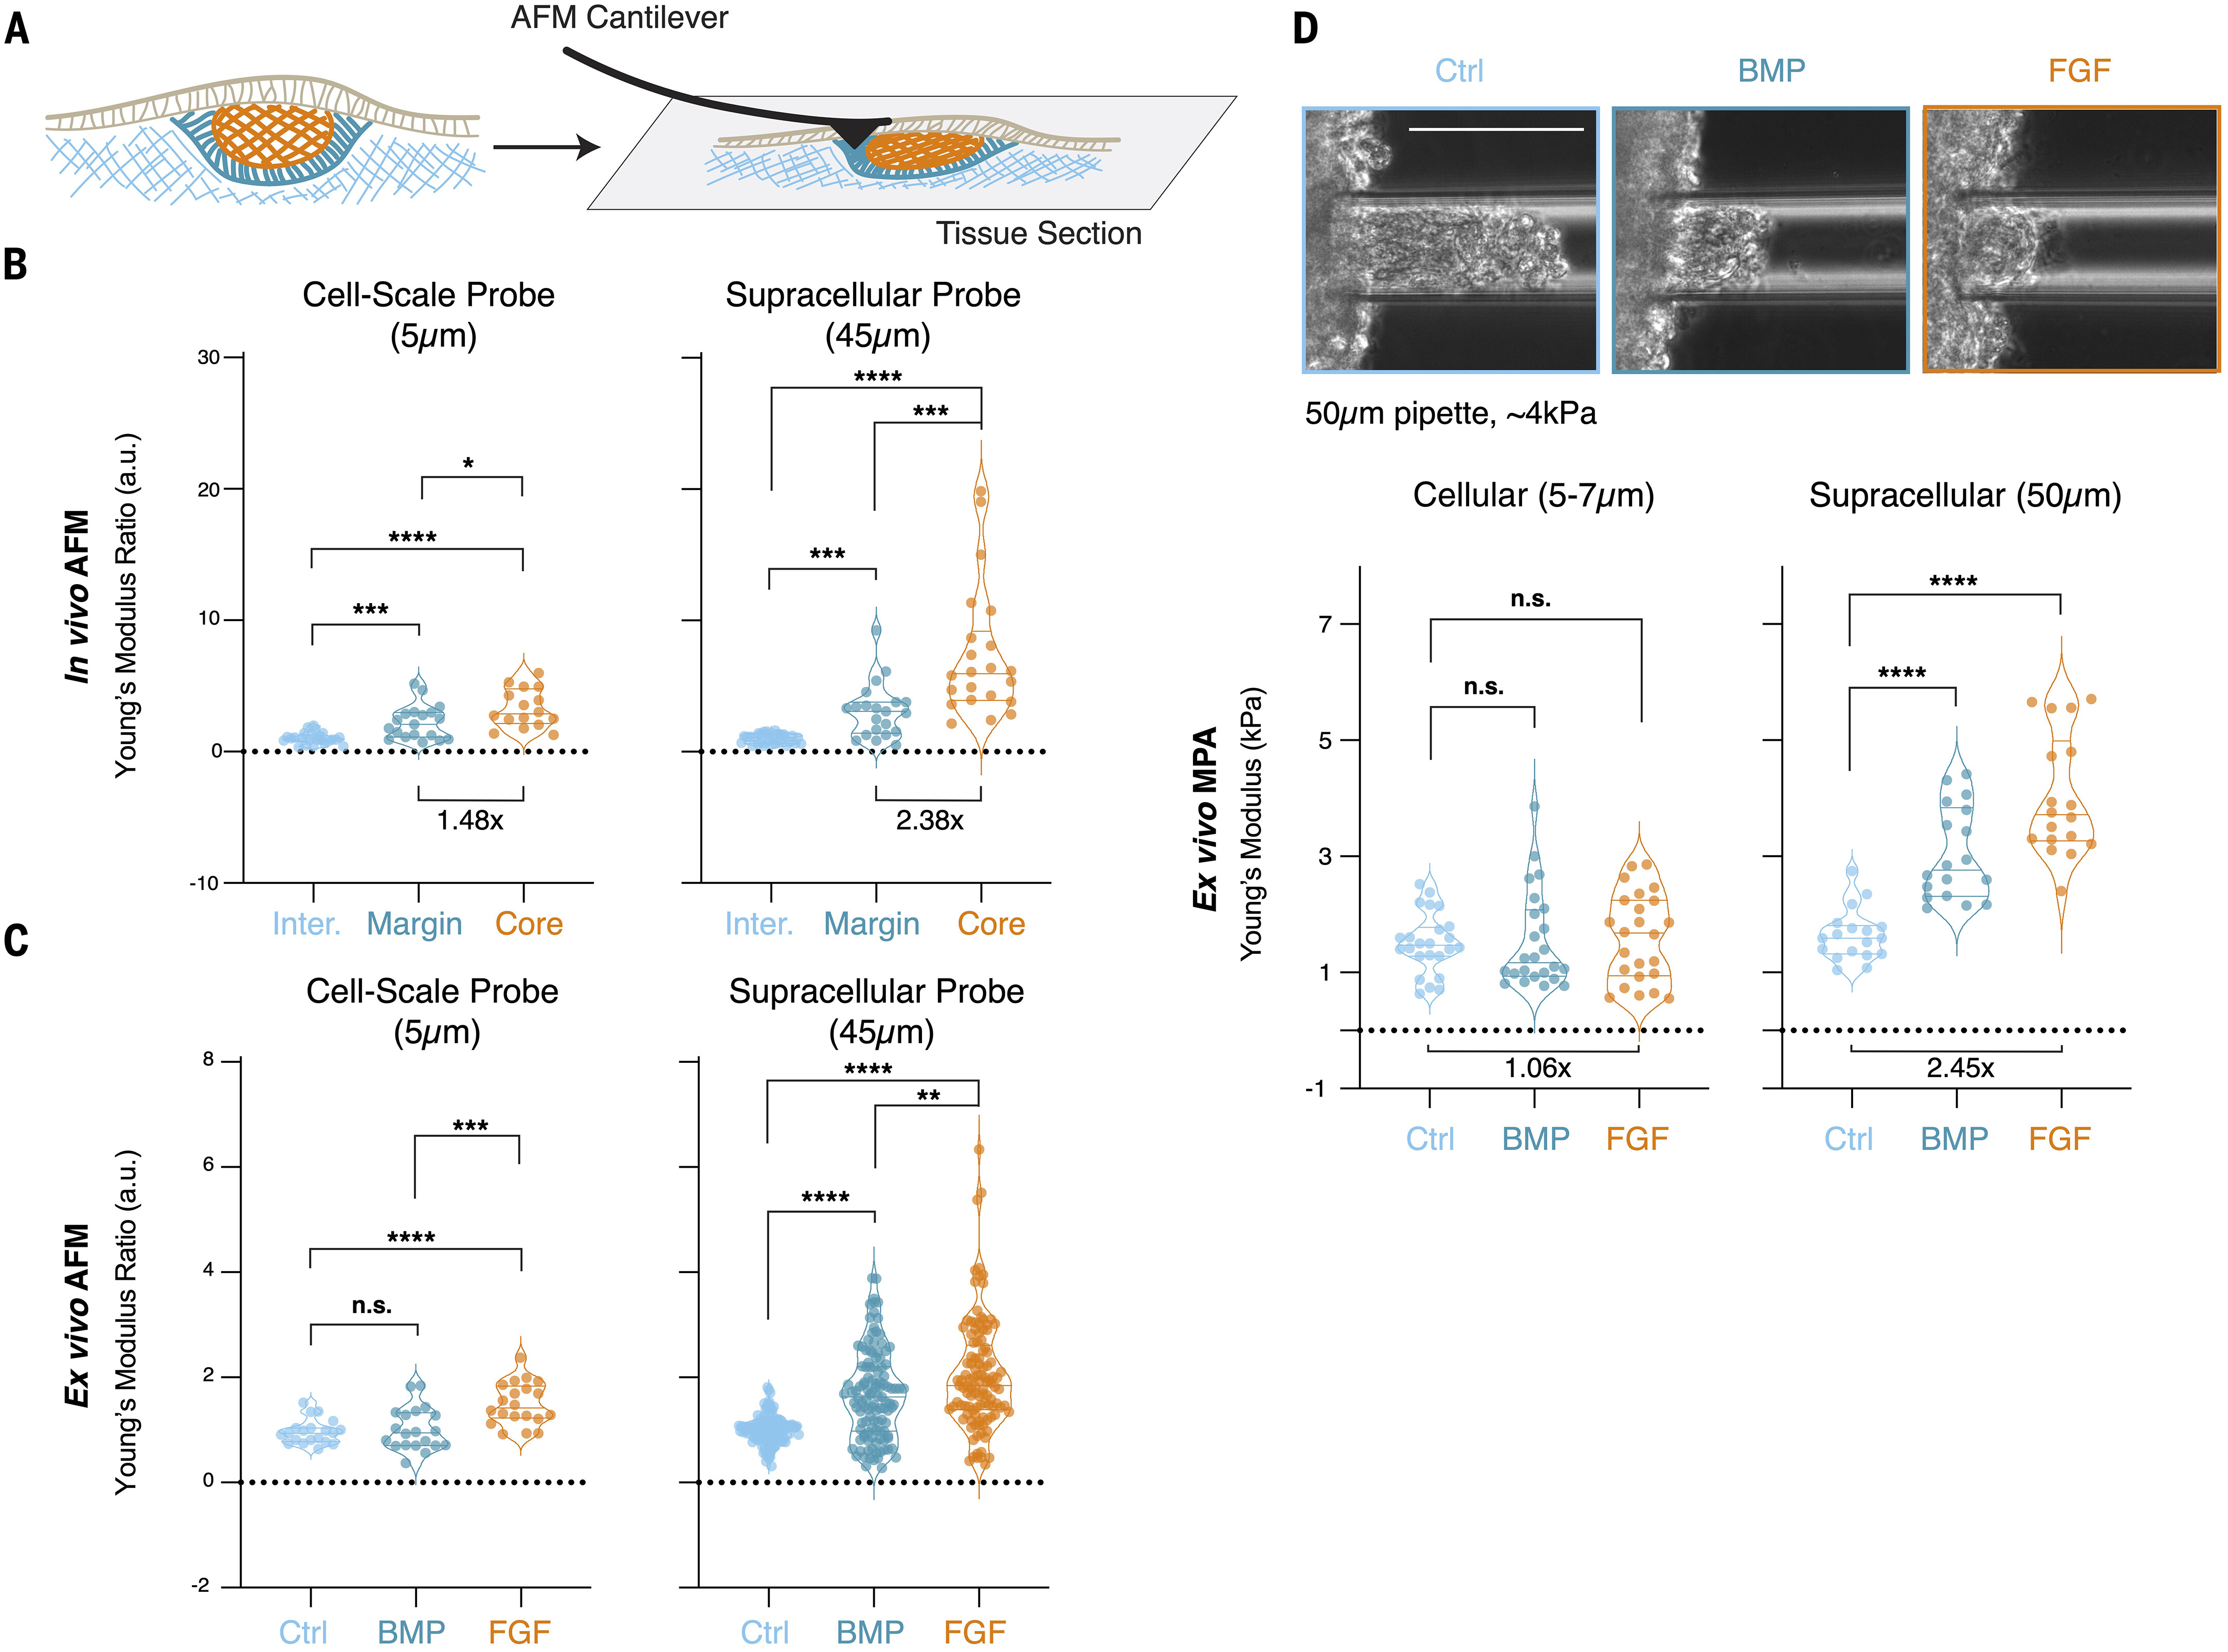 A
AFM Cantilever
Tissue Section
B
In vivo AFM
Young's Modulus Ratio (a.u.)
Cell-Scale Probe
(5µm)
30
20
10
0
-10
***
****
*
1.48x
Inter.
Margin
Core
Supracellular Probe
(45µm)
****
***
***
2.38x
Inter.
Margin
Core
C
Ex vivo AFM
Young's Modulus Ratio (a.u.)
Cell-Scale Probe
(5µm)
8
6
4
2
0
-2
***
****
n.s.
Ctrl
BMP
FGF
Supracellular Probe
(45µm)
****
**
****
Ctrl
BMP
FGF
D
Ctrl
BMP
FGF
50µm pipette, ~4kPa
Ex vivo MPA
Young's Modulus (kPa)
Cellular (5-7µm)
7
5
3
1
-1
n.s.
n.s.
1.06x
Ctrl
BMP
FGF
Supracellular (50µm)
****
****
2.45x
Ctrl
BMP
FGF